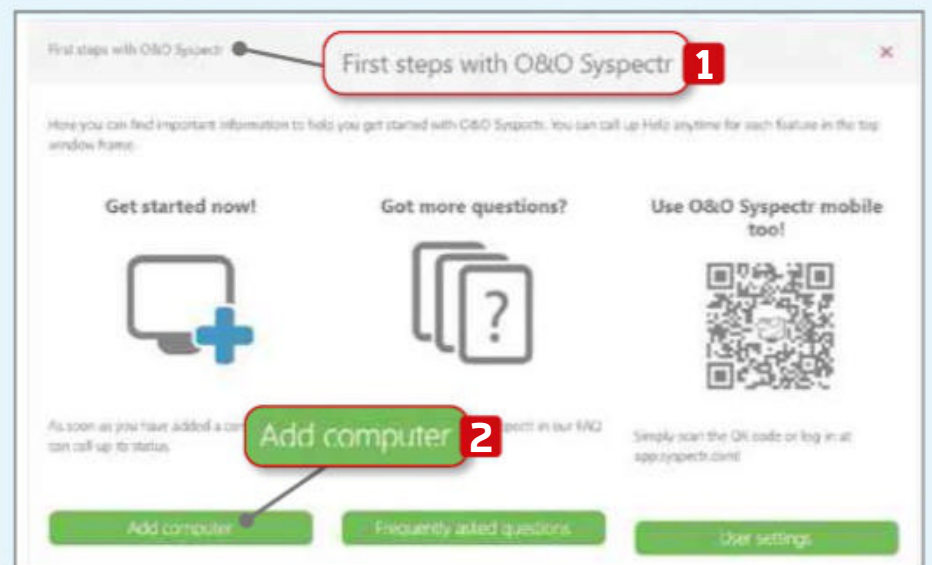 First steps with O&O Syspectr
First steps with O&O Syspectr 1
Here you can find important information to help you get started with O&O Syspectr. You can call up Help anytime for each feature in the top
window frame.
Get started now!
Got more questions?
Use O&O Syspectr mobile
too!
?
As soon as you have added a
can call up its status.
in our FAQ
Simply scan the QR code or log in at
app.syspectr.com!
Add computer 2
Add computer
Frequently asked questions
User settings